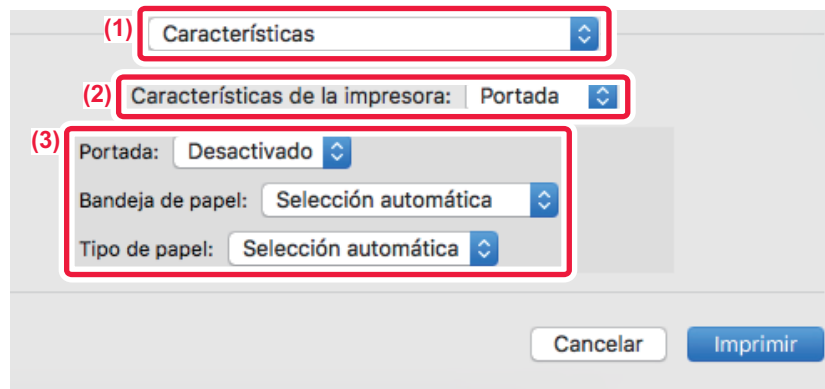 (1) Características
(2) Características de la impresora: Portada
(3)
Portada: Desactivado
Bandeja de papel: Selección automática
Tipo de papel: Selección automática
Cancelar Imprimir